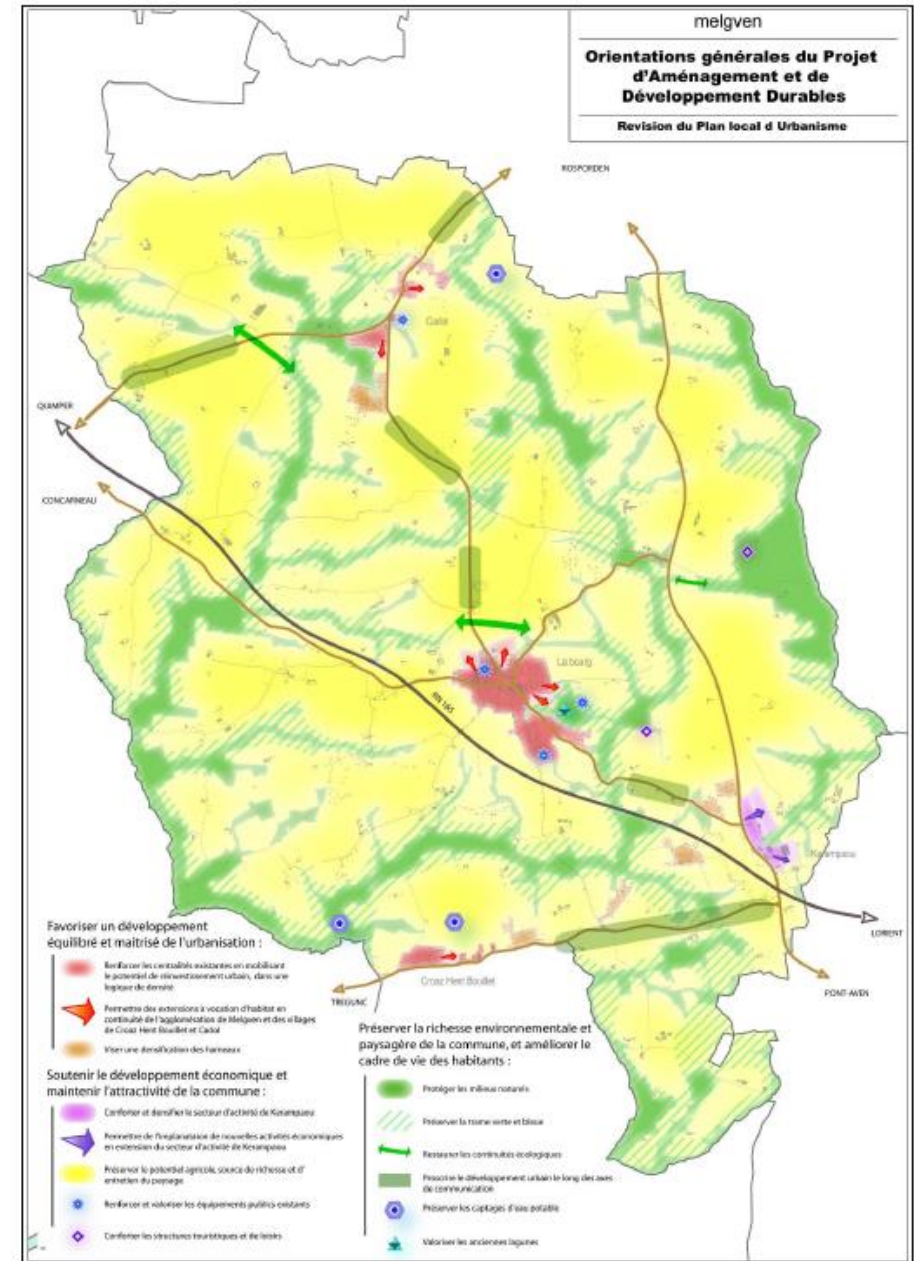 melgven
Orientations générales du Projet
d'Aménagement et de
Développement Durables
Revision du Plan local d Urbanisme
ROSPORDEN
Cadol
QUIMPER
CONCARNEAU
Le bourg
RN 165
Kerampaou
LORIENT
PONT-AVEN
TREGUNC
Croaz Hent Bouillet
Favoriser un développement
équilibré et maitrisé de l'urbanisation :
Renforcer les centralités existantes en mobilisant
le potentiel de réinvestissement urbain, dans une
logique de densité
Permettre des extensions à vocation d'habitat en
continuité de l'agglomération de Melgven et des villages
de Croaz Hent Bouillet et Cadol
Viser une densification des hameaux
Soutenir le développement économique et
maintenir l'attractivité de la commune :
Conforter et densifier le secteur d'activité de Kerampaou
Permettre de l'implantation de nouvelles activités économiques
en extension du secteur d'activité de Kerampaou
Préserver le potentiel agricole, source de richesse et d'
entretien du paysage
Renforcer et valoriser les équipements publics existants
Conforter les structures touristiques et de loisirs
Préserver la richesse environnementale et
paysagère de la commune, et améliorer le
cadre de vie des habitants :
Protéger les milieux naturels
Préserver la trame verte et bleue
Restaurer les continuités écologiques
Proscrire le développement urbain le long des axes
de communication
Préserver les captages d'eau potable
Valoriser les anciennes lagunes